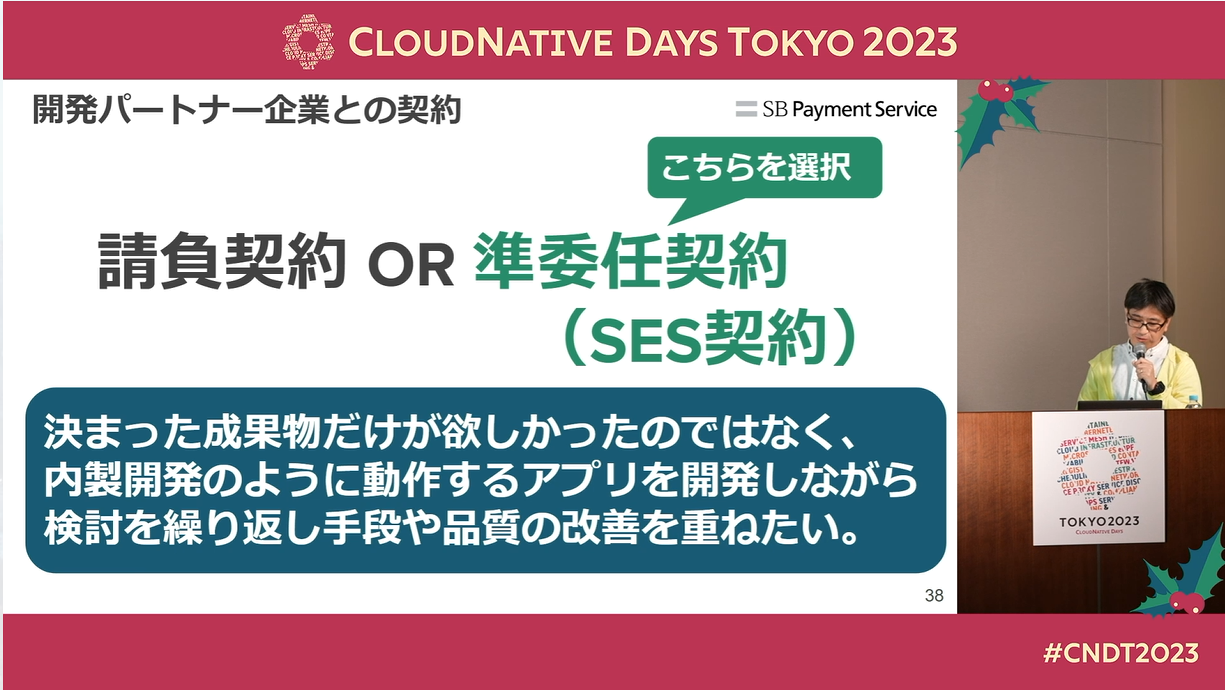 CLOUDNATIVE DAYS TOKYO 2023
開発パートナー企業との契約
SB Payment Service
こちらを選択
請負契約 OR 準委任契約
（SES契約）
決まった成果物だけが欲しかったのではなく、
内製開発のように動作するアプリを開発しながら
検討を繰り返し手段や品質の改善を重ねたい。
38
TOKYO2023
CLOUDNATIVE DAYS
#CNDT2023